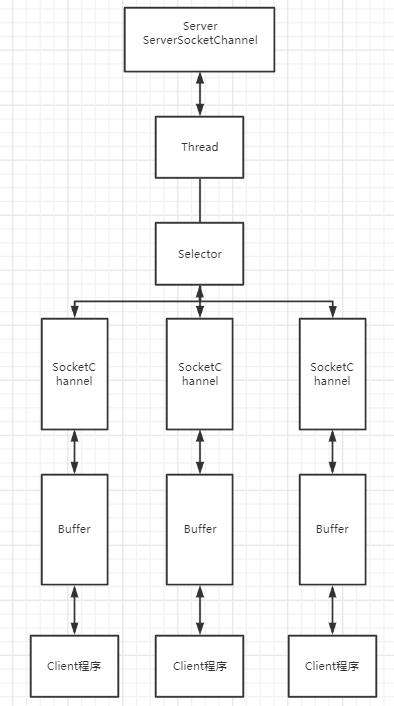 Server
ServerSocketChannel
Thread
Selector
SocketC
hannel
SocketC
hannel
SocketC
hannel
Buffer
Buffer
Buffer
Client程序
Client程序
Client程序